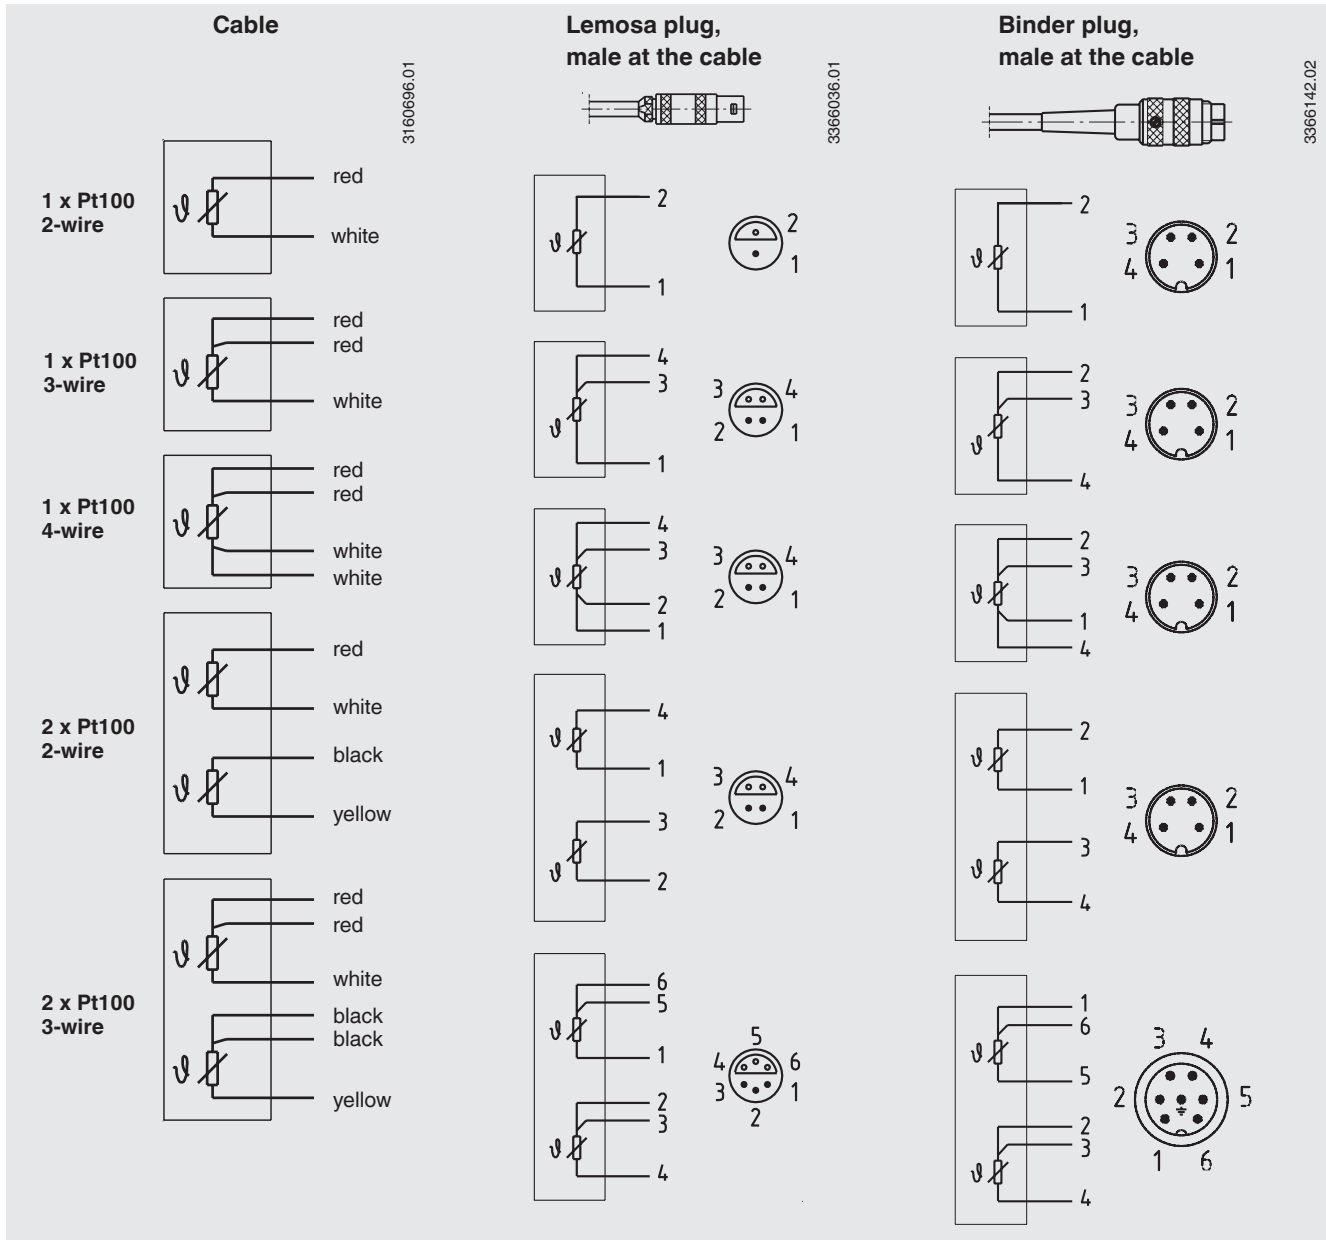 Cable
Lemosa plug,
male at the cable
Binder plug,
male at the cable
3160696.01
3366036.01
3366142.02
1 x Pt100
2-wire
ϑ
red
white
ϑ
2
1
2
1
ϑ
2
1
3
2
4
1
1 x Pt100
3-wire
ϑ
red
red
white
ϑ
4
3
1
3
4
2
1
ϑ
2
3
4
3
2
4
1
1 x Pt100
4-wire
ϑ
red
red
white
white
ϑ
4
3
2
1
3
4
2
1
ϑ
2
3
1
4
3
2
4
1
2 x Pt100
2-wire
ϑ
red
white
ϑ
black
yellow
ϑ
4
1
ϑ
3
2
3
4
2
1
ϑ
2
1
ϑ
3
4
3
2
4
1
2 x Pt100
3-wire
ϑ
red
red
white
ϑ
black
black
yellow
ϑ
6
5
1
ϑ
2
3
4
5
4
6
3
1
2
ϑ
1
6
5
ϑ
2
3
4
3
4
2
5
1
6